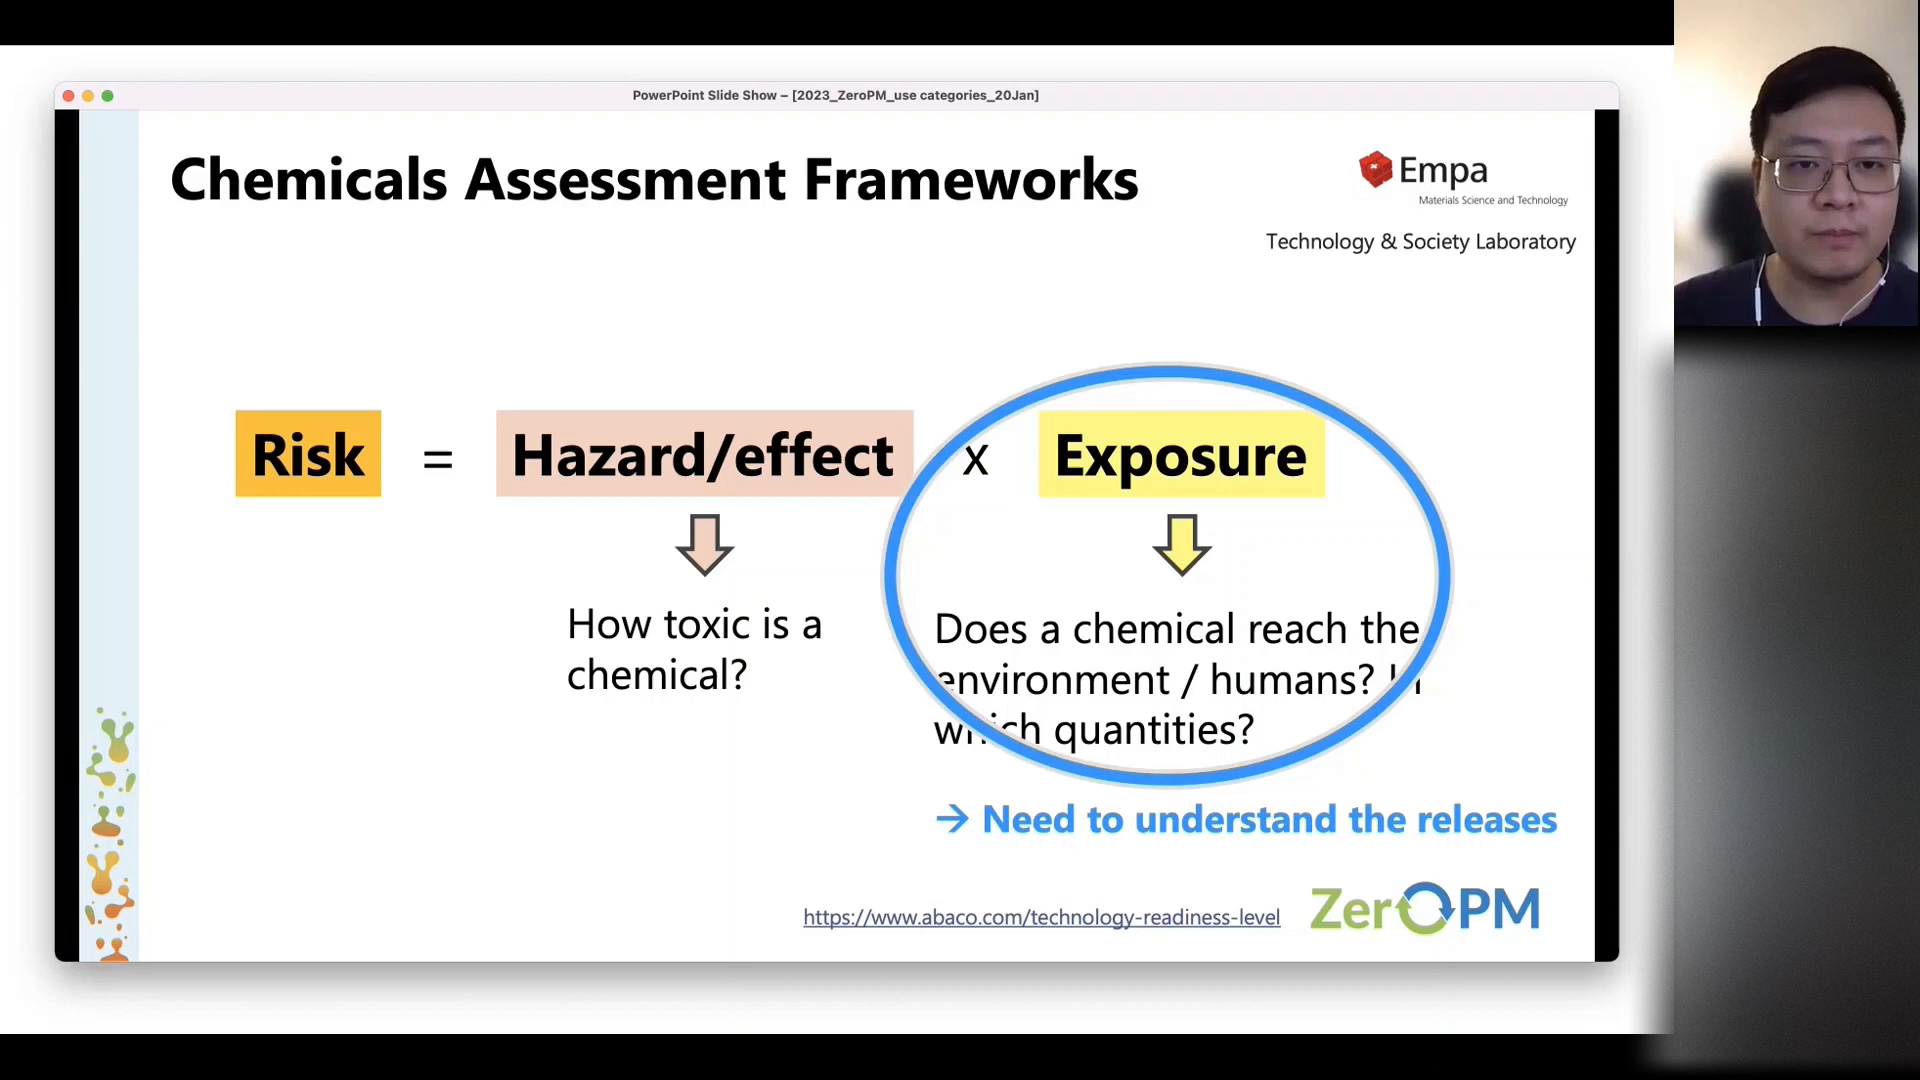 PowerPoint Slide Show – [2023_ZeroPM_use categories_20Jan]
Chemicals Assessment Frameworks
Empa
Materials Science and Technology
Technology & Society Laboratory
Risk = Hazard/effect x Exposure
How toxic is a
chemical?
Does a chemical reach the
environment / humans? In
which quantities?
→ Need to understand the releases
https://www.abaco.com/technology-readiness-level
ZeroPM